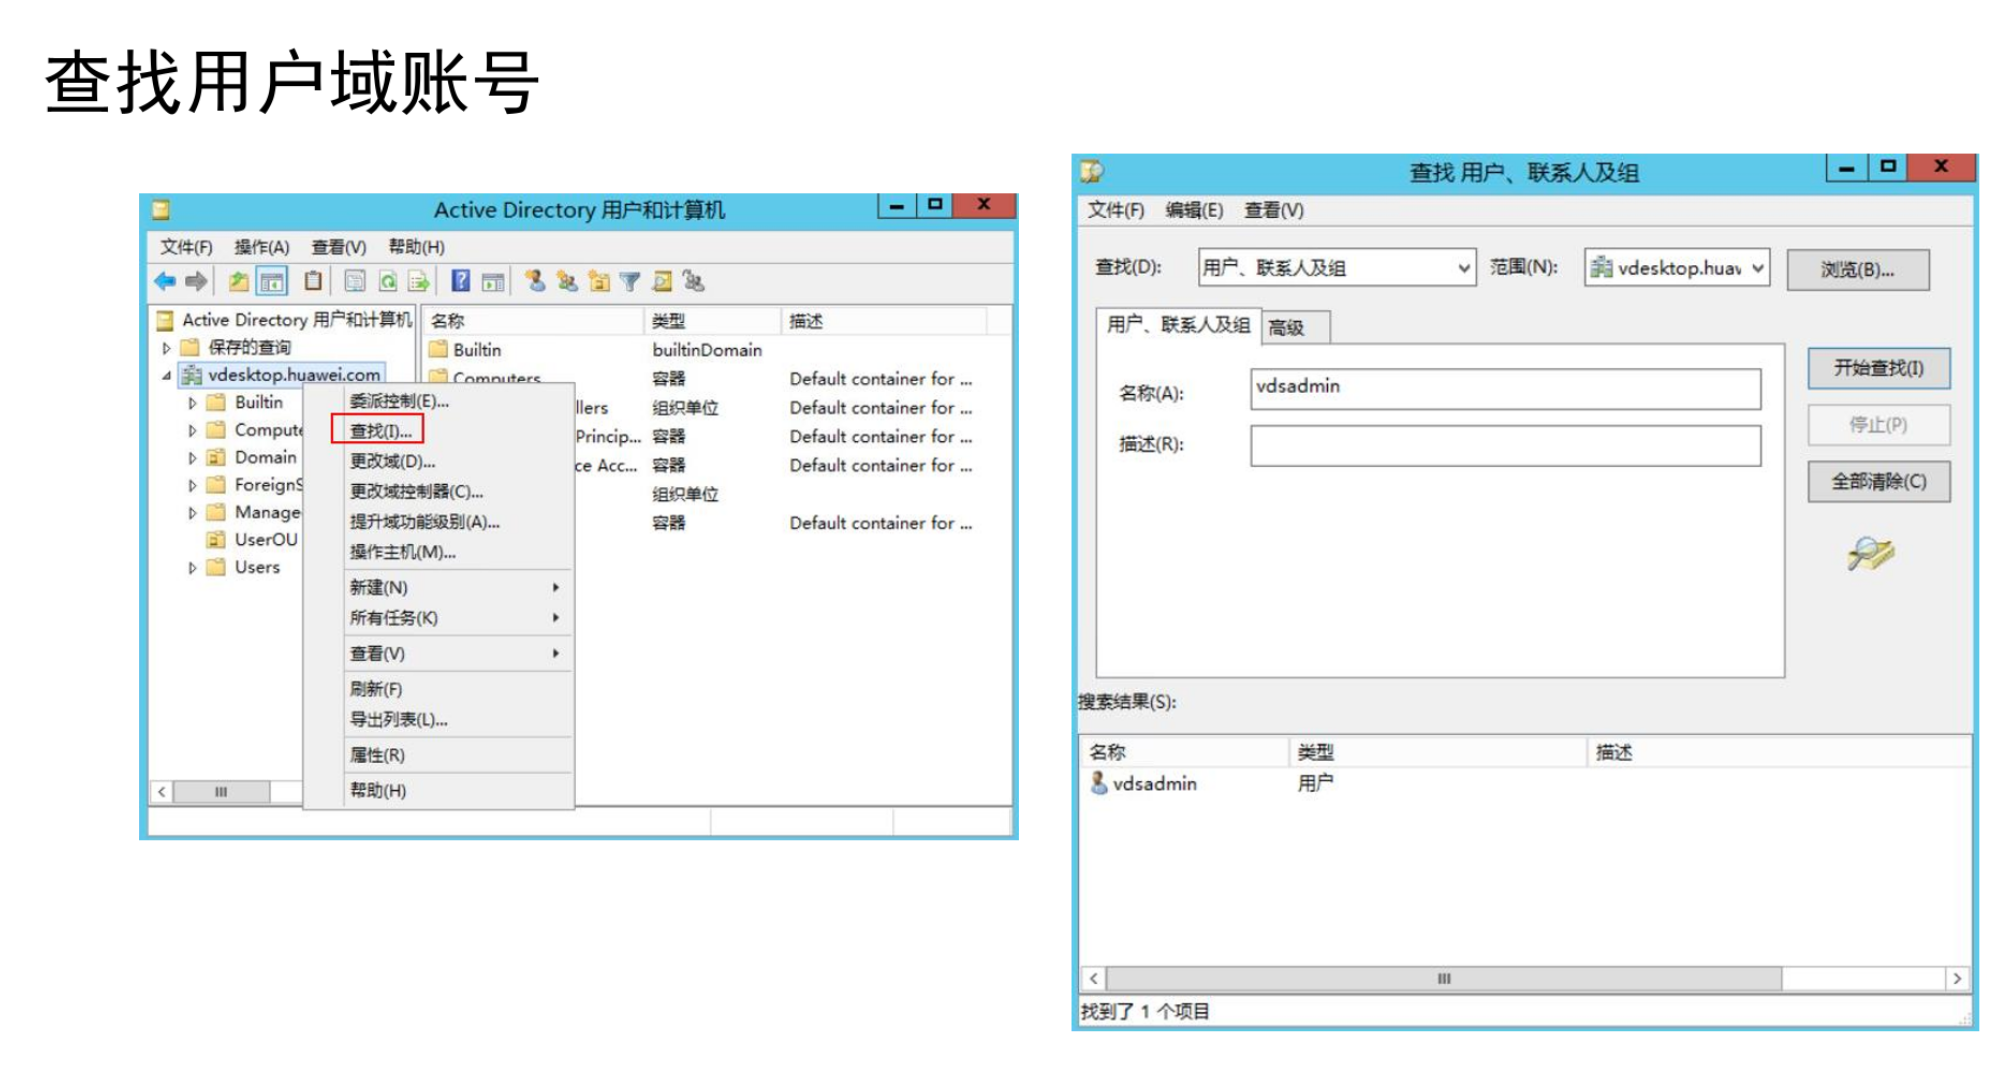 查找用户域账号
Active Directory 用户和计算机
文件(F) 操作(A) 查看(V) 帮助(H)
Active Directory 用户和计算机
保存的查询
vdesktop.huawei.com
Builtin
Compute
Domain
ForeignS
Manage
UserOU
Users
名称 类型 描述
Builtin builtinDomain
Computers 容器 Default container for ...
llers 组织单位 Default container for ...
Princip... 容器 Default container for ...
ce Acc... 容器 Default container for ...
组织单位
容器 Default container for ...
委派控制(E)...
查找(I)...
更改域(D)...
更改域控制器(C)...
提升域功能级别(A)...
操作主机(M)...
新建(N)
所有任务(K)
查看(V)
刷新(F)
导出列表(L)...
属性(R)
帮助(H)
查找 用户、联系人及组
文件(F) 编辑(E) 查看(V)
查找(D): 用户、联系人及组 范围(N): vdesktop.huav 浏览(B)...
用户、联系人及组 高级
名称(A): vdsadmin
描述(R):
开始查找(I)
停止(P)
全部清除(C)
搜索结果(S):
名称 类型 描述
vdsadmin 用户
找到了 1 个项目